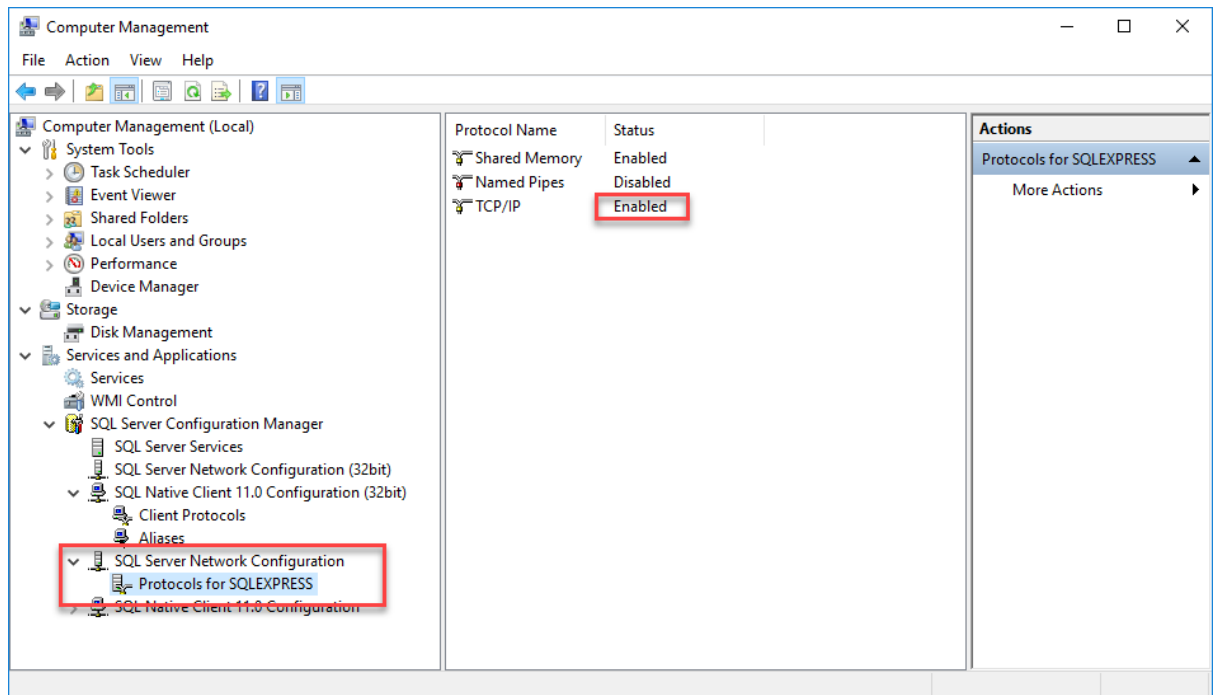 Computer Management
File Action View Help
Computer Management (Local)
System Tools
Task Scheduler
Event Viewer
Shared Folders
Local Users and Groups
Performance
Device Manager
Storage
Disk Management
Services and Applications
Services
WMI Control
SQL Server Configuration Manager
SQL Server Services
SQL Server Network Configuration (32bit)
SQL Native Client 11.0 Configuration (32bit)
Client Protocols
Aliases
SQL Server Network Configuration
Protocols for SQLEXPRESS
SQL Native Client 11.0 Configuration
Protocol Name Status
Shared Memory Enabled
Named Pipes Disabled
TCP/IP Enabled
Actions
Protocols for SQLEXPRESS
More Actions